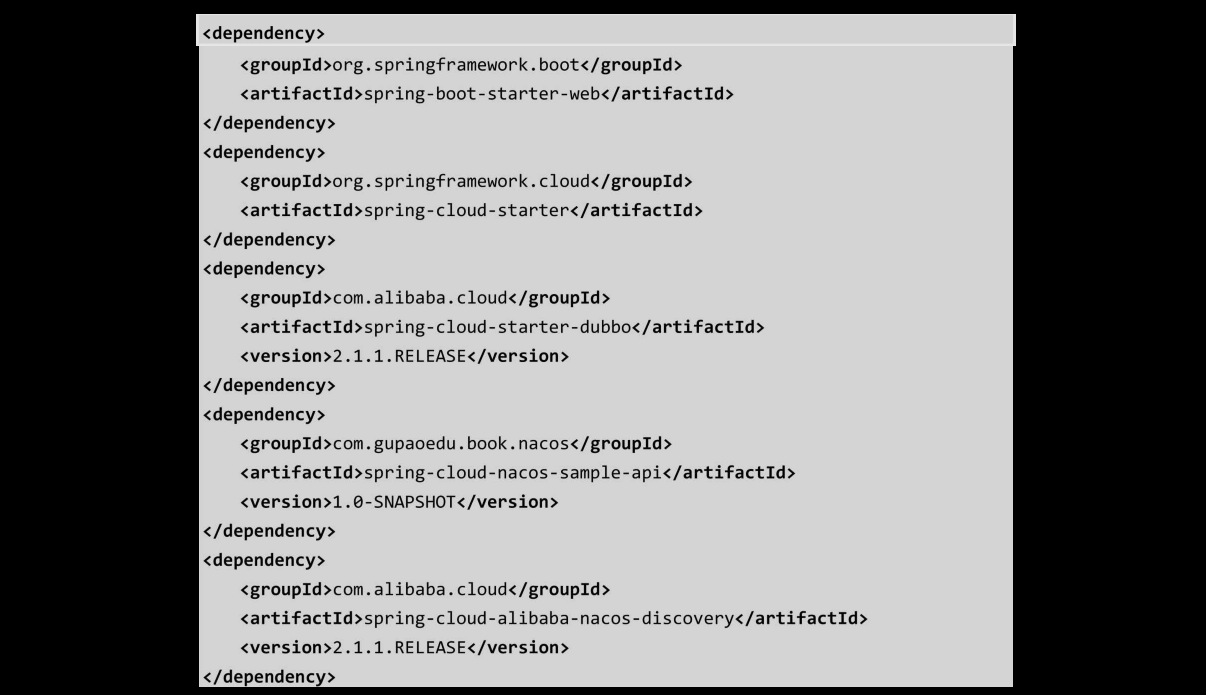 <dependency>
<groupId>org.springframework.boot</groupId>
<artifactId>spring-boot-starter-web</artifactId>
</dependency>
<dependency>
<groupId>org.springframework.cloud</groupId>
<artifactId>spring-cloud-starter</artifactId>
</dependency>
<dependency>
<groupId>com.alibaba.cloud</groupId>
<artifactId>spring-cloud-starter-dubbo</artifactId>
<version>2.1.1.RELEASE</version>
</dependency>
<dependency>
<groupId>com.gupaoedu.book.nacos</groupId>
<artifactId>spring-cloud-nacos-sample-api</artifactId>
<version>1.0-SNAPSHOT</version>
</dependency>
<dependency>
<groupId>com.alibaba.cloud</groupId>
<artifactId>spring-cloud-alibaba-nacos-discovery</artifactId>
<version>2.1.1.RELEASE</version>
</dependency>